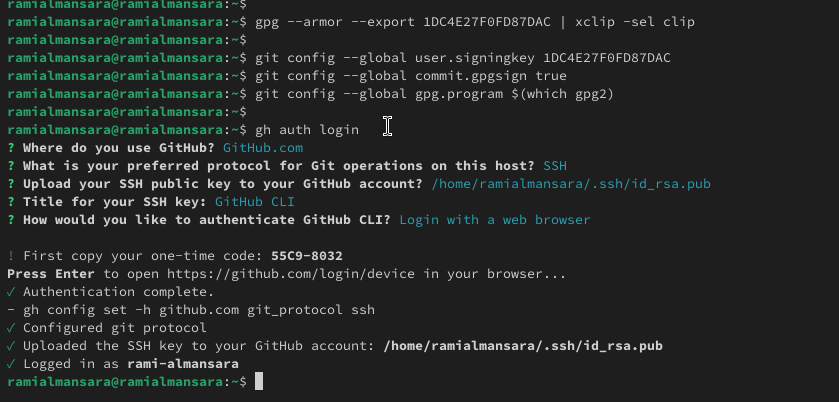 ramialmansara@ramialmansara:~$
ramialmansara@ramialmansara:~$ gpg --armor --export 1DC4E27F0FD87DAC | xclip -sel clip
ramialmansara@ramialmansara:~$
ramialmansara@ramialmansara:~$ git config --global user.signingkey 1DC4E27F0FD87DAC
ramialmansara@ramialmansara:~$ git config --global commit.gpgsign true
ramialmansara@ramialmansara:~$ git config --global gpg.program $(which gpg2)
ramialmansara@ramialmansara:~$
ramialmansara@ramialmansara:~$ gh auth login
? Where do you use GitHub? GitHub.com
? What is your preferred protocol for Git operations on this host? SSH
? Upload your SSH public key to your GitHub account? /home/ramialmansara/.ssh/id_rsa.pub
? Title for your SSH key: GitHub CLI
? How would you like to authenticate GitHub CLI? Login with a web browser
! First copy your one-time code: 55C9-8032
Press Enter to open https://github.com/login/device in your browser...
✓ Authentication complete.
- gh config set -h github.com git_protocol ssh
✓ Configured git protocol
✓ Uploaded the SSH key to your GitHub account: /home/ramialmansara/.ssh/id_rsa.pub
✓ Logged in as rami-almansara
ramialmansara@ramialmansara:~$